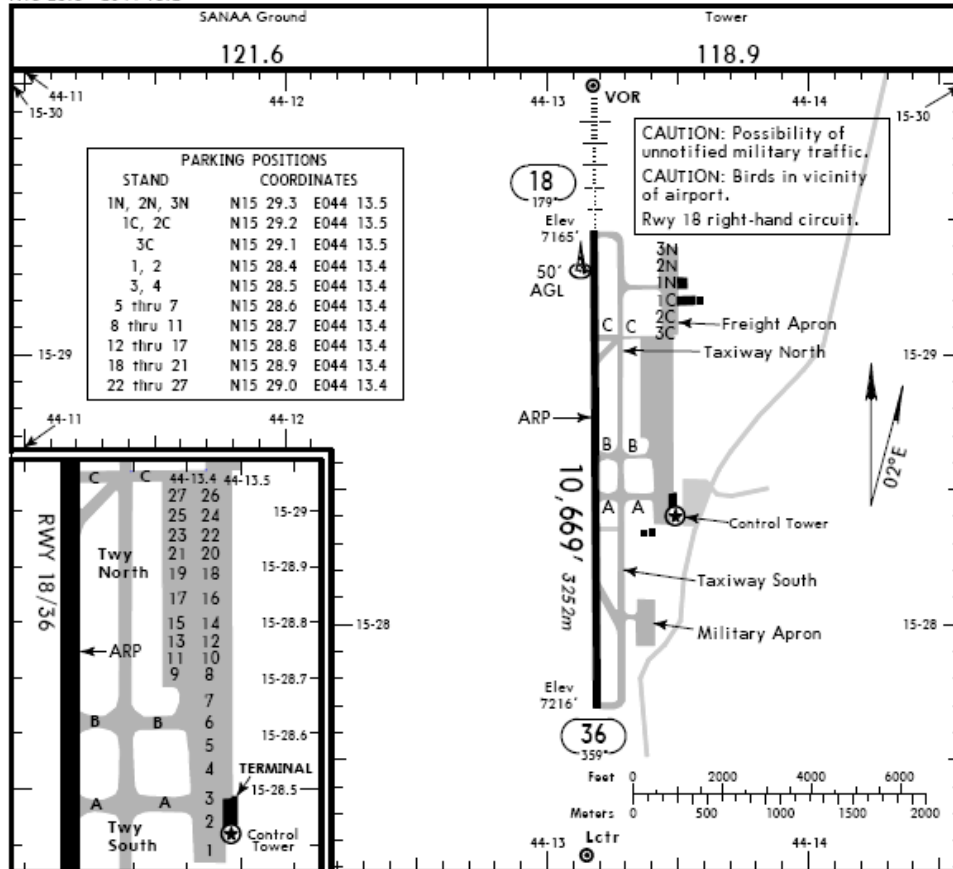 SANAA Ground
121.6
Tower
118.9
44-11
15-30
44-12
44-13
VOR
44-14
15-30
CAUTION: Possibility of
unnotified military traffic.
CAUTION: Birds in vicinity
of airport.
Rwy 18 right-hand circuit.
PARKING POSITIONS
STAND COORDINATES
1N, 2N, 3N N15 29.3 E044 13.5
1C, 2C N15 29.2 E044 13.5
3C N15 29.1 E044 13.5
1, 2 N15 28.4 E044 13.4
3, 4 N15 28.5 E044 13.4
5 thru 7 N15 28.6 E044 13.4
8 thru 11 N15 28.7 E044 13.4
12 thru 17 N15 28.8 E044 13.4
18 thru 21 N15 28.9 E044 13.4
22 thru 27 N15 29.0 E044 13.4
18
179°
Elev
7165'
50'
AGL
3N
2N
1N
1C
2C
3C
Freight Apron
C C
Taxiway North
15-29
15-29
ARP
B B
10,669' 3252m
A A
Control Tower
02°E
Taxiway South
Military Apron
15-28
15-28
Elev
7216'
36
359°
Feet 0 2000 4000 6000
Meters 0 500 1000 1500 2000
44-13
Lctr
44-14
44-11
44-12
C C
44-13.4 44-13.5
27 26
25 24
23 22
21 20
19 18
17 16
15 14
13 12
11 10
9 8
7
6
5
4
3
2
1
RWY 18/36
Twy
North
ARP
B B
A A
Twy
South
15-29
15-28.9
15-28.8
15-28.7
15-28.6
TERMINAL
15-28.5
Control
Tower